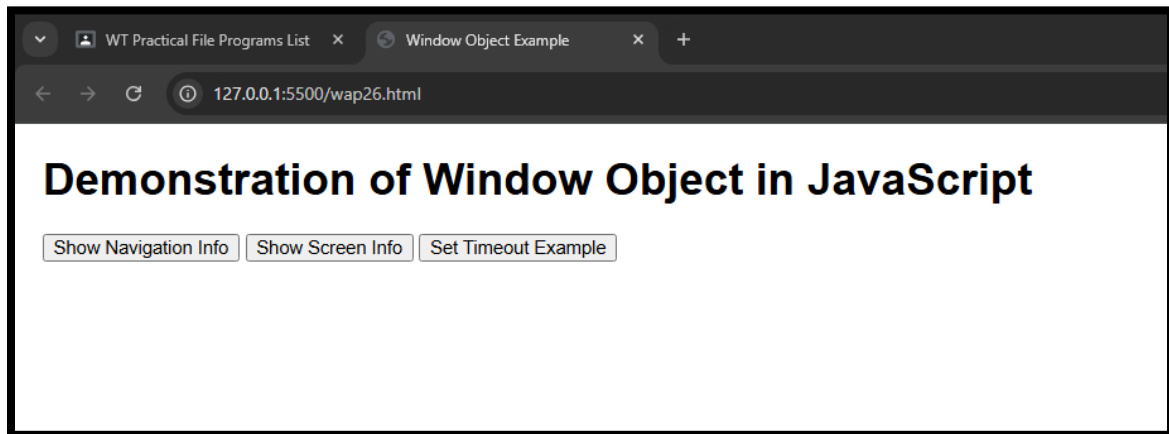 WT Practical File Programs List Window Object Example
127.0.0.1:5500/wap26.html
Demonstration of Window Object in JavaScript
Show Navigation Info Show Screen Info Set Timeout Example